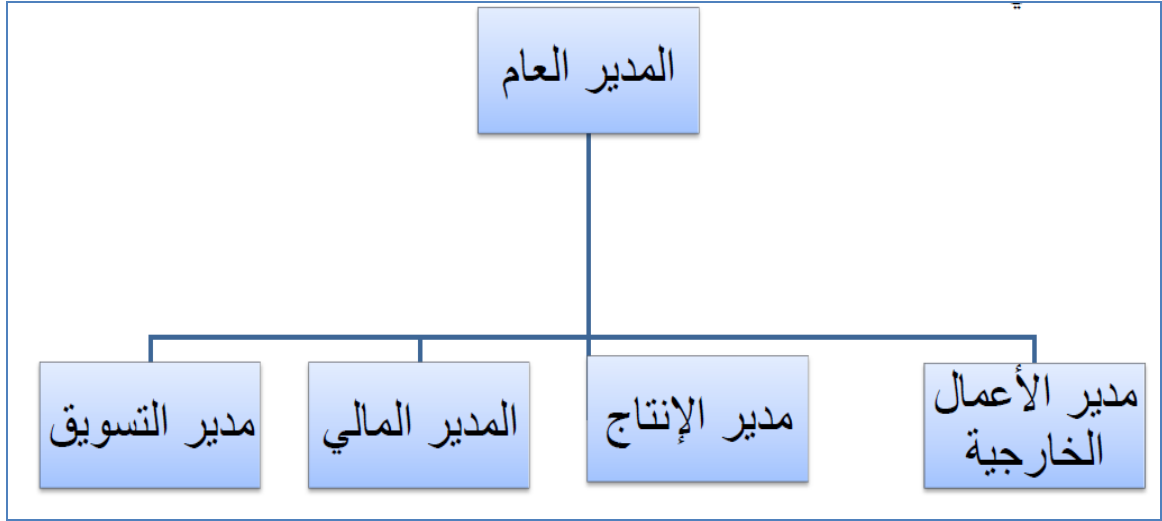 المدير العام
مدير الأعمال
الخارجية
مدير الإنتاج
المدير المالي
مدير التسويق